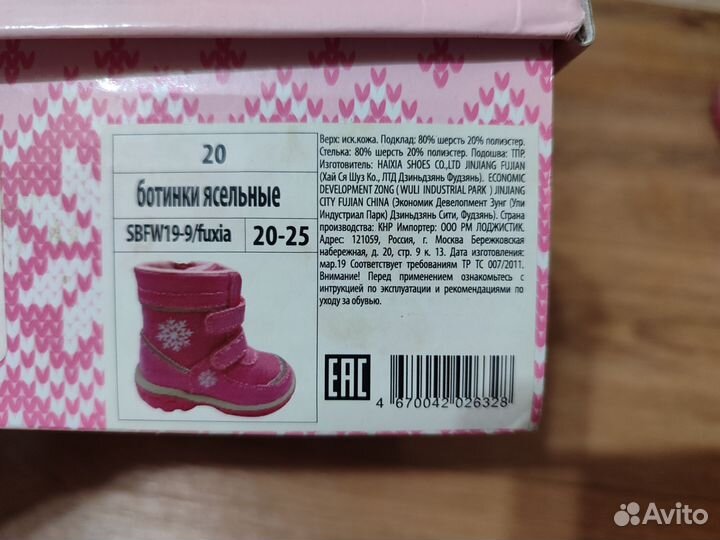 20
ботинки ясельные
SBFW19-9/fuxia
20-25
Верх: иск.кожа. Подклад: 80% шерсть 20% полиэстер.
Стелька: 80% шерсть 20% полиэстер. Подошва: ТПР.
Изготовитель: HAIXIA SHOES CO.,LTD JINJIANG FUJIAN
(Хай Ся Шуз Ко., ЛТД Дзиньдзянь Фудзянь). ECONOMIC
DEVELOPMENT ZONG ( WULI INDUSTRIAL PARK ) JINJIANG
CITY FUJIAN CHINA (Экономик Девелопмент Зунг (Ули
Индустриал Парк) Дзиньдзянь Сити, Фудзянь). Страна
производства: КНР Импортер: ООО РМ ЛОДЖИСТИК.
Адрес: 121059, Россия, г. Москва Бережковская
набережная, д. 20, стр. 9 к. 13. Дата изготовления:
мар.19 Соответствует требованиям ТР ТС 007/2011.
Внимание! Перед применением ознакомьтесь с
интрукцией по эксплуатации и рекомендациями по
уходу за обувью.
EAC
4 670042 026328
Avito